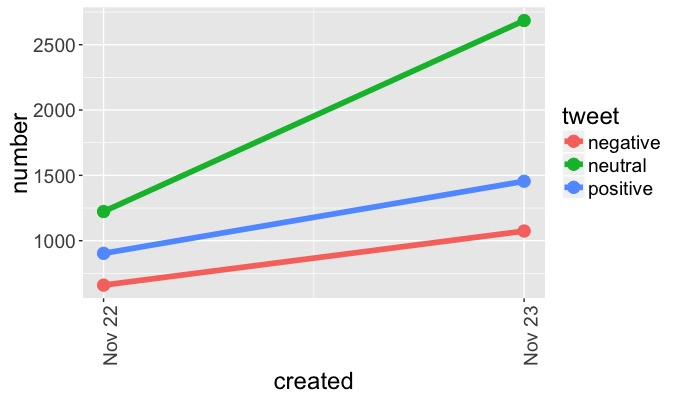 number
2500
2000
1500
1000
Nov 22
Nov 23
created
tweet
negative
neutral
positive